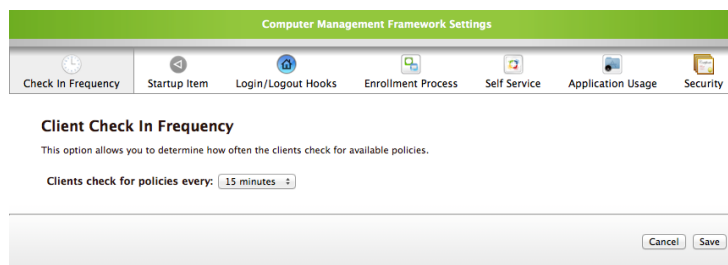 Computer Management Framework Settings
Check In Frequency Startup Item Login/Logout Hooks Enrollment Process Self Service Application Usage Security
Client Check In Frequency
This option allows you to determine how often the clients check for available policies.
Clients check for policies every: 15 minutes
Cancel Save